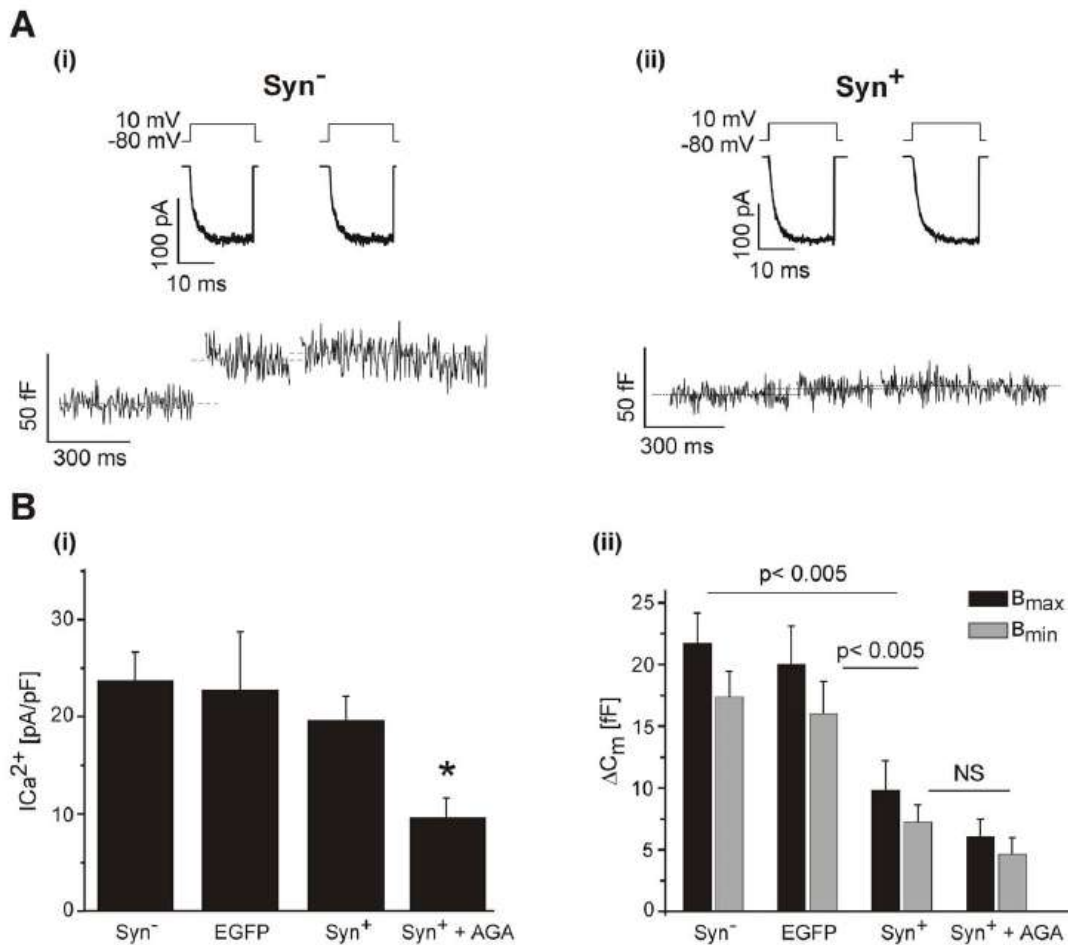 A
(i)
Syn⁻
10 mV
-80 mV
100 pA
10 ms
50 fF
300 ms
(ii)
Syn⁺
10 mV
-80 mV
100 pA
10 ms
50 fF
300 ms
B
(i)
ICa²⁺ [pA/pF]
30
20
10
0
*
Syn⁻ EGFP Syn⁺ Syn⁺ + AGA
(ii)
p< 0.005
Bmax
Bmin
p< 0.005
NS
ΔCm [fF]
25
20
15
10
5
0
Syn⁻ EGFP Syn⁺ Syn⁺ + AGA